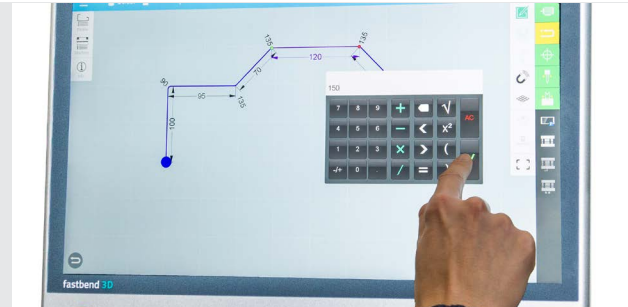 135
135
120
70
90
95
135
100
150
7 8 9 + √ AC
4 5 6 − < x²
1 2 3 × > (
-/+ 0 . / = )
fastbend 3D